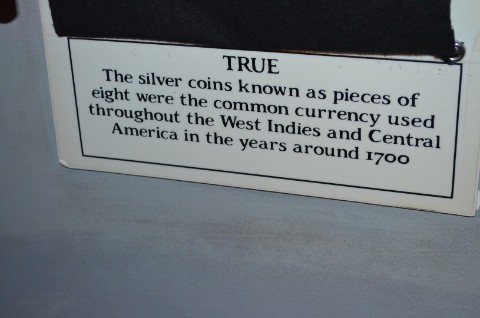 TRUE
The silver coins known as pieces of
eight were the common currency used
throughout the West Indies and Central
America in the years around 1700